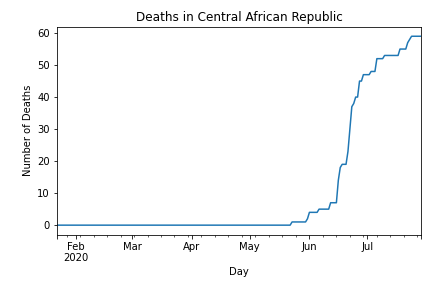 Deaths in Central African Republic
60
50
40
30
20
10
0
Number of Deaths
Feb
2020
Mar
Apr
May
Jun
Jul
Day